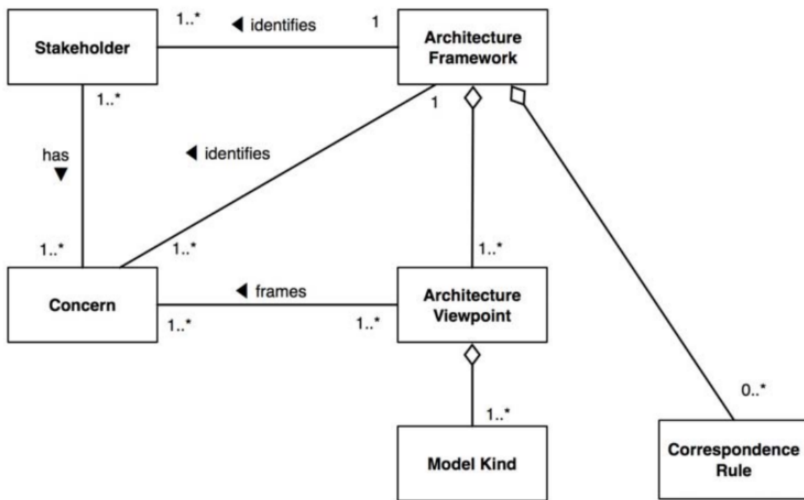 1..*
◀ identifies
1
Stakeholder
Architecture
Framework
1..*
1
has
▼
◀ identifies
1..*
1..*
1..*
Concern
◀ frames
Architecture
Viewpoint
1..*
1..*
1..*
Model Kind
0..*
Correspondence
Rule